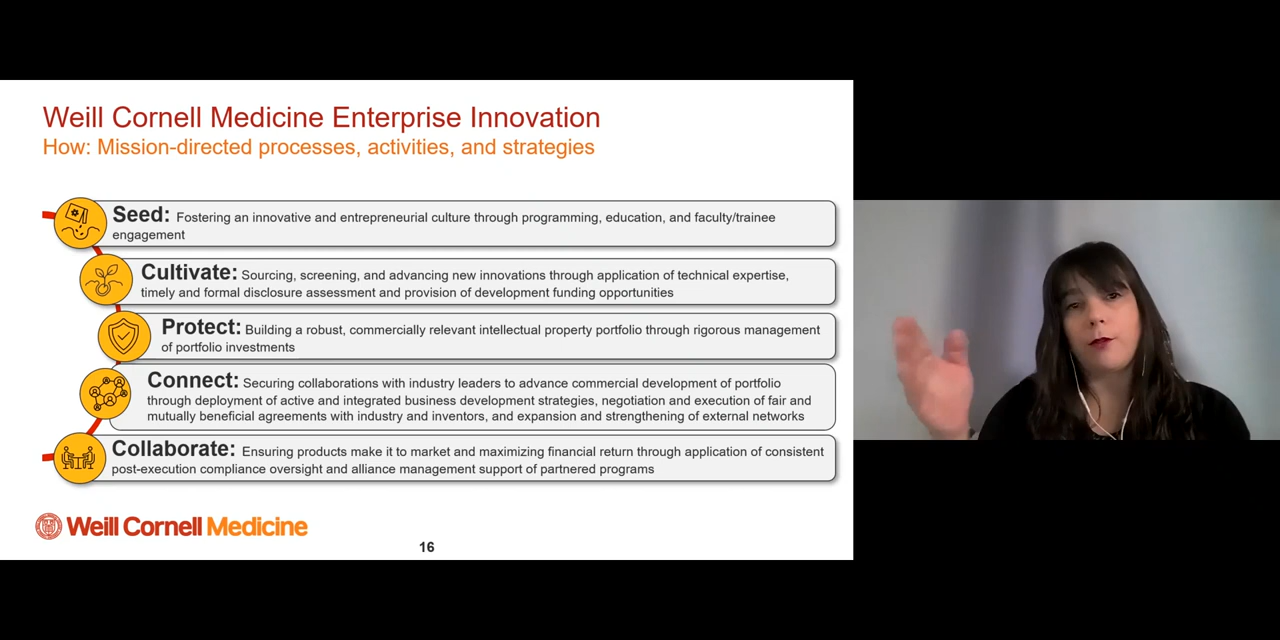 Weill Cornell Medicine Enterprise Innovation
How: Mission-directed processes, activities, and strategies
Seed: Fostering an innovative and entrepreneurial culture through programming, education, and faculty/trainee
engagement
Cultivate: Sourcing, screening, and advancing new innovations through application of technical expertise,
timely and formal disclosure assessment and provision of development funding opportunities
Protect: Building a robust, commercially relevant intellectual property portfolio through rigorous management
of portfolio investments
Connect: Securing collaborations with industry leaders to advance commercial development of portfolio
through deployment of active and integrated business development strategies, negotiation and execution of fair and
mutually beneficial agreements with industry and inventors, and expansion and strengthening of external networks
Collaborate: Ensuring products make it to market and maximizing financial return through application of consistent
post-execution compliance oversight and alliance management support of partnered programs
Weill Cornell Medicine
16